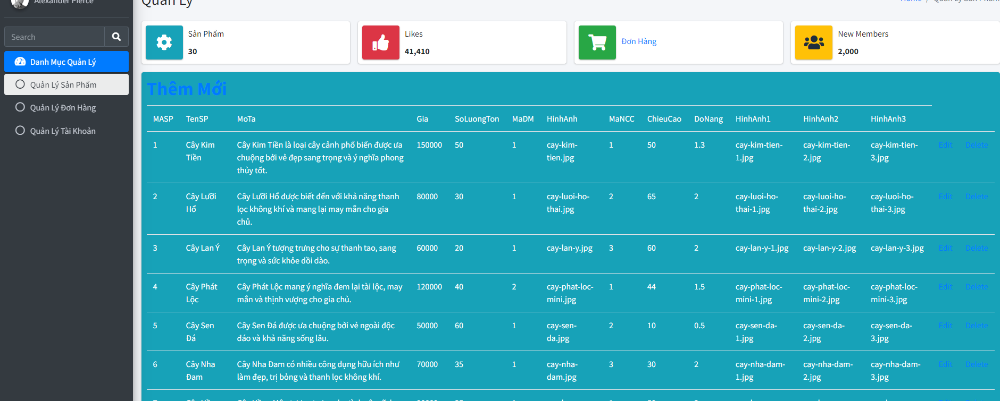 Alexander Pierce
Quản Lý
Home / Quản Lý Sản Phẩm
Search
Danh Mục Quản Lý
Quản Lý Sản Phẩm
Quản Lý Đơn Hàng
Quản Lý Tài Khoản
Sản Phẩm
30
Likes
41,410
Đơn Hàng
New Members
2,000
Thêm Mới
MASP TenSP MoTa Gia SoLuongTon MaDM HinhAnh MaNCC ChieuCao DoNang HinhAnh1 HinhAnh2 HinhAnh3
1 Cây Kim Cây Kim Tiền là loại cây cảnh phổ biến được ưa 150000 50 1 cay-kim- 1 50 1.3 cay-kim-tien- cay-kim-tien- cay-kim-tien- Edit Delete
Tiền chuộng bởi vẻ đẹp sang trọng và ý nghĩa phong tien.jpg 1.jpg 2.jpg 3.jpg
thủy tốt.
2 Cây Lưỡi Cây Lưỡi Hổ được biết đến với khả năng thanh 80000 30 1 cay-luoi-ho- 2 65 2 cay-luoi-ho- cay-luoi-ho- cay-luoi-ho- Edit Delete
Hổ lọc không khí và mang lại may mắn cho gia thai.jpg thai-1.jpg thai-2.jpg thai-3.jpg
chủ.
3 Cây Lan Ý Cây Lan Ý tượng trưng cho sự thanh tao, sang 60000 20 1 cay-lan-y.jpg 3 60 2 cay-lan-y-1.jpg cay-lan-y-2.jpg cay-lan-y-3.jpg Edit Delete
trọng và sức khỏe dồi dào.
4 Cây Phát Cây Phát Lộc mang ý nghĩa đem lại tài lộc, may 120000 40 2 cay-phat-loc- 1 44 1.5 cay-phat-loc- cay-phat-loc- cay-phat-loc- Edit Delete
Lộc mắn và thịnh vượng cho gia chủ. mini.jpg mini-1.jpg mini-2.jpg mini-3.jpg
5 Cây Sen Cây Sen Đá được ưa chuộng bởi vẻ ngoài độc 50000 60 1 cay-sen- 2 10 0.5 cay-sen-da- cay-sen-da- cay-sen-da- Edit Delete
Đá đáo và khả năng sống lâu. da.jpg 1.jpg 2.jpg 3.jpg
6 Cây Nha Cây Nha Đam có nhiều công dụng hữu ích như 70000 35 1 cay-nha- 3 30 2 cay-nha-dam- cay-nha-dam- cay-nha-dam- Edit Delete
Đam làm đẹp, trị bỏng và thanh lọc không khí. dam.jpg 1.jpg 2.jpg 3.jpg